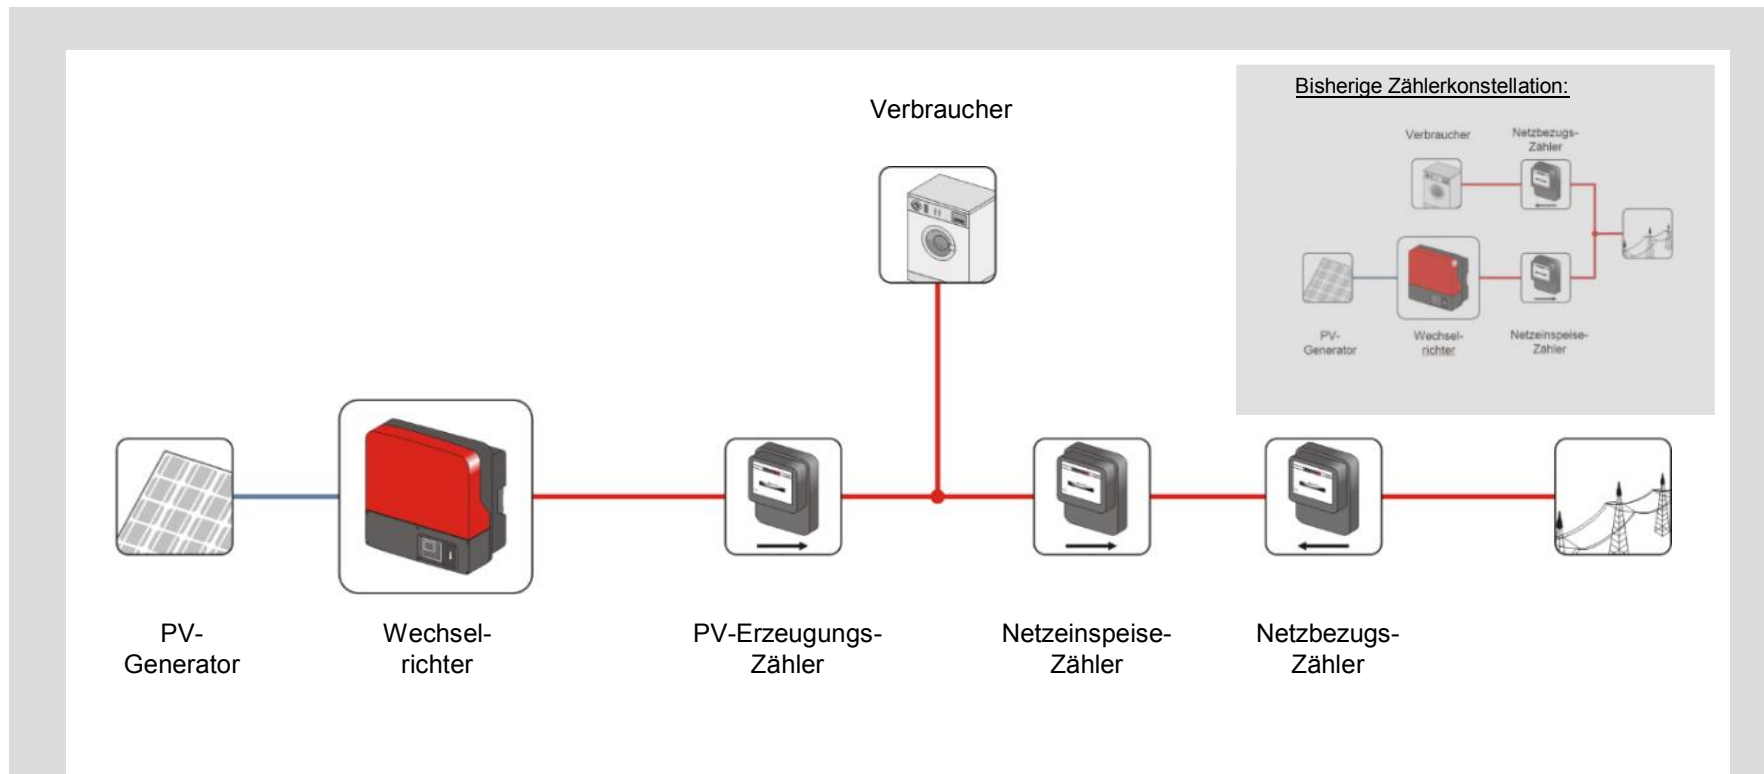 Bisherige Zählerkonstellation:
Verbraucher
Netzbezugs-
Zähler
PV-
Generator
Wechsel-
richter
Netzeinspeise-
Zähler
Verbraucher
PV-
Generator
Wechsel-
richter
PV-Erzeugungs-
Zähler
Netzeinspeise-
Zähler
Netzbezugs-
Zähler